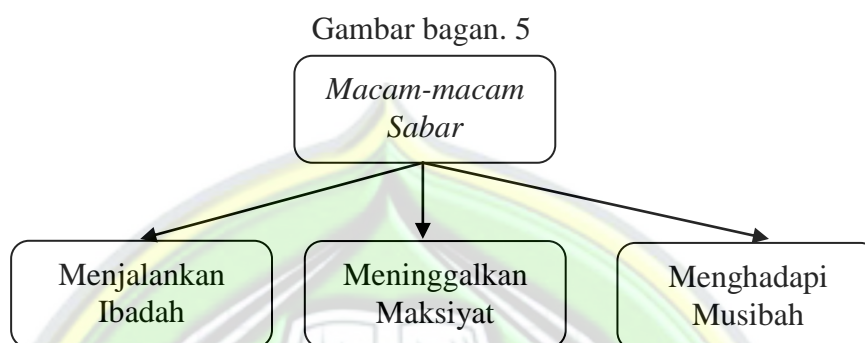 Gambar bagan. 5
Macam-macam
Sabar
Menjalankan
Ibadah
Meninggalkan
Maksiyat
Menghadapi
Musibah